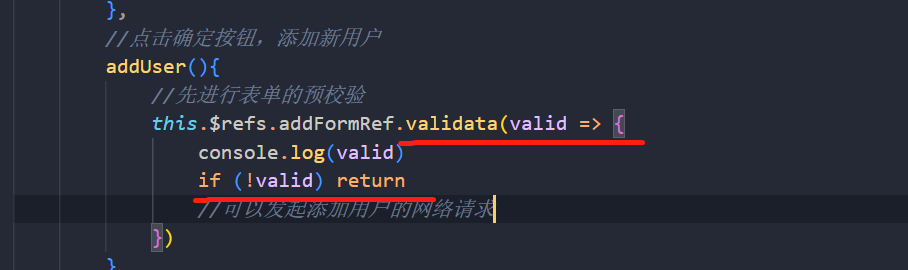 },
//点击确定按钮，添加新用户
addUser(){
//先进行表单的预校验
this.$refs.addFormRef.validata(valid => {
console.log(valid)
if (!valid) return
//可以发起添加用户的网络请求
})
}